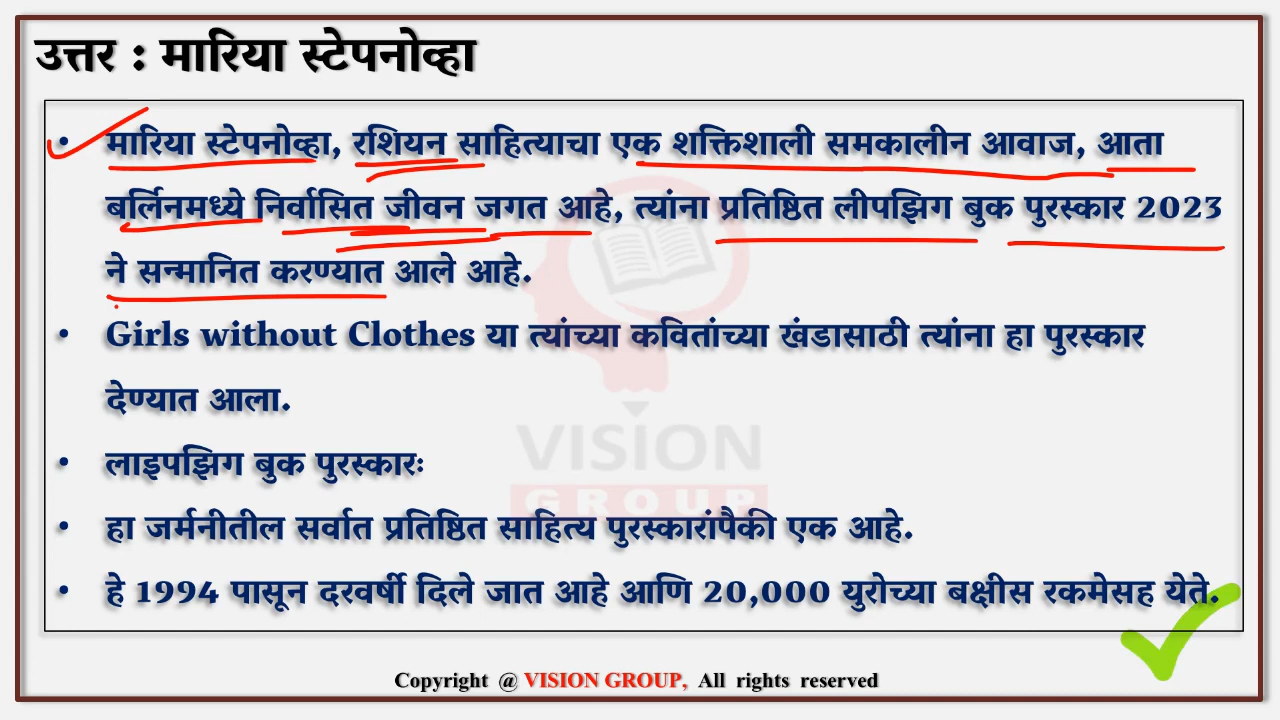 उत्तर : मारिया स्टेपनोव्हा
• मारिया स्टेपनोव्हा, रशियन साहित्याचा एक शक्तिशाली समकालीन आवाज, आता
बर्लिनमध्ये निर्वासित जीवन जगत आहे, त्यांना प्रतिष्ठित लीपझिग बुक पुरस्कार 2023
ने सन्मानित करण्यात आले आहे.
• Girls without Clothes या त्यांच्या कवितांच्या खंडासाठी त्यांना हा पुरस्कार
देण्यात आला.
• लाइपझिग बुक पुरस्कारः
• हा जर्मनीतील सर्वात प्रतिष्ठित साहित्य पुरस्कारांपैकी एक आहे.
• हे 1994 पासून दरवर्षी दिले जात आहे आणि 20,000 युरोच्या बक्षीस रकमेसह येते.
VISION
GROUP
Copyright @ VISION GROUP, All rights reserved